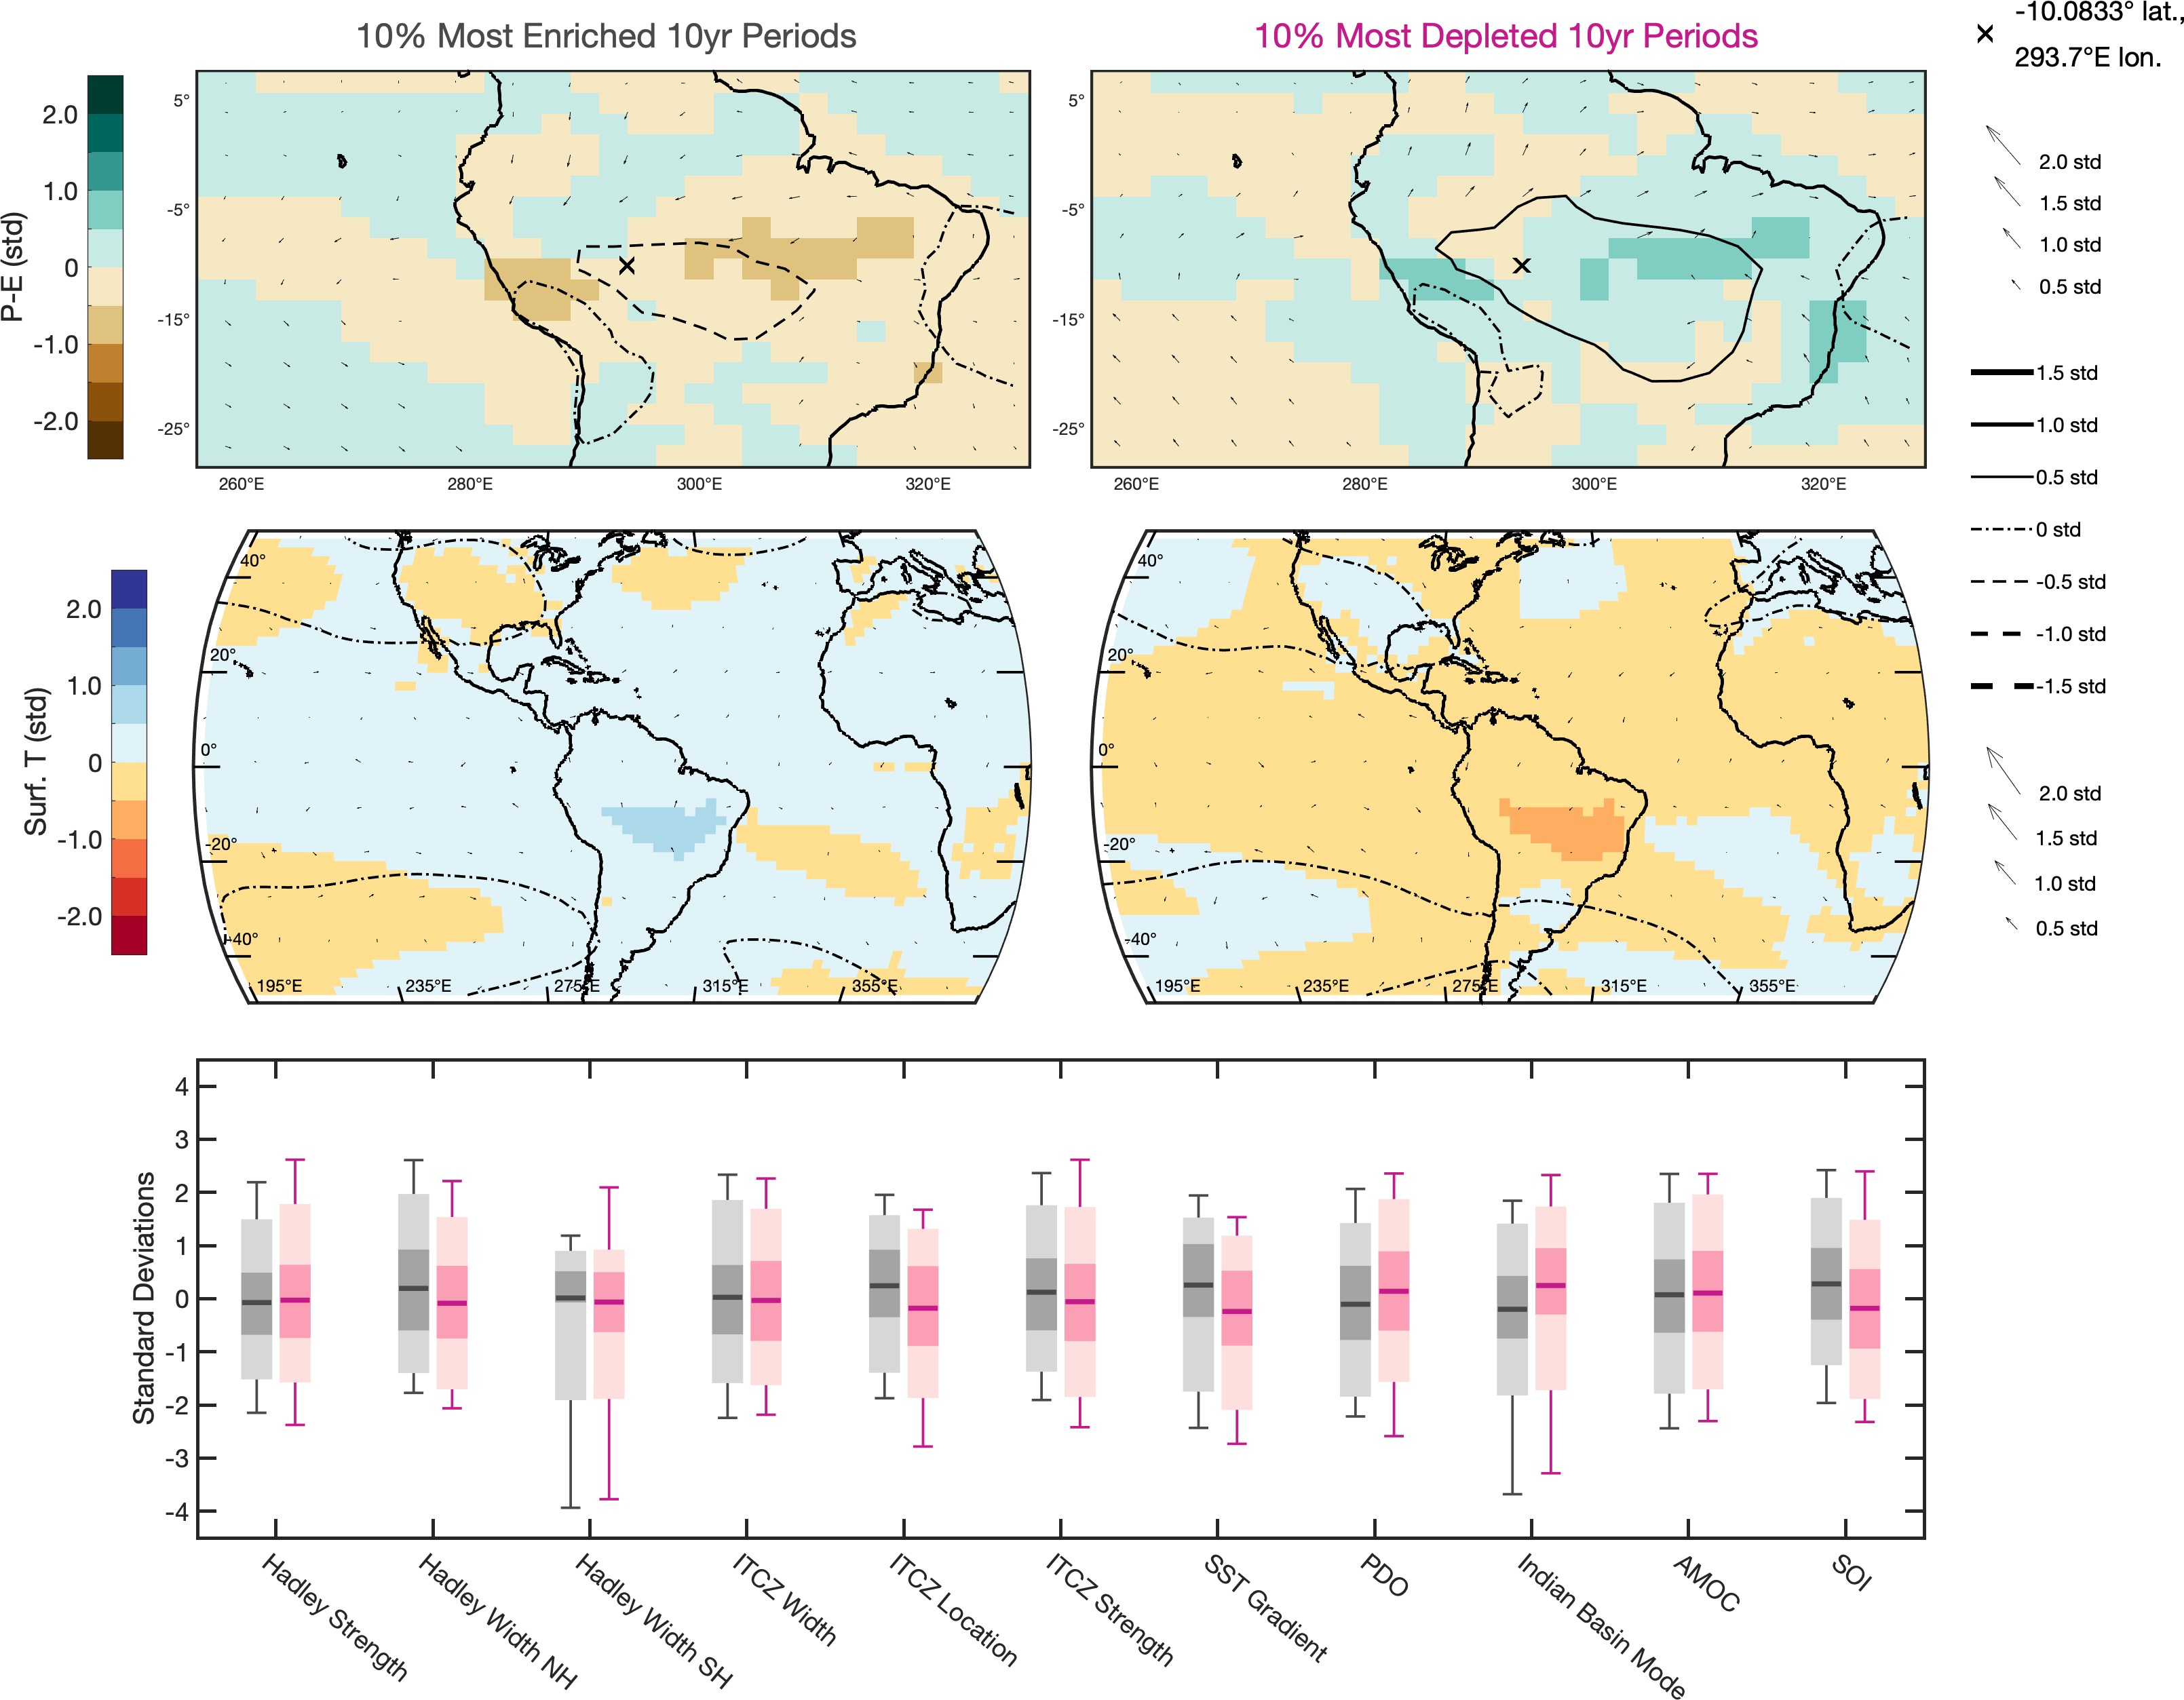 10% Most Enriched 10yr Periods
10% Most Depleted 10yr Periods
-10.0833° lat.,
293.7°E lon.
P-E (std)
2.0
1.0
0
-1.0
-2.0
5°
-5°
-15°
-25°
260°E
280°E
300°E
320°E
5°
-5°
-15°
-25°
260°E
280°E
300°E
320°E
2.0 std
1.5 std
1.0 std
0.5 std
1.5 std
1.0 std
0.5 std
0 std
-0.5 std
-1.0 std
-1.5 std
Surf. T (std)
2.0
1.0
0
-1.0
-2.0
40°
20°
0°
-20°
-40°
195°E
235°E
275°E
315°E
355°E
40°
20°
0°
-20°
-40°
195°E
235°E
275°E
315°E
355°E
2.0 std
1.5 std
1.0 std
0.5 std
Standard Deviations
4
3
2
1
0
-1
-2
-3
-4
Hadley Strength
Hadley Width NH
Hadley Width SH
ITCZ Width
ITCZ Location
ITCZ Strength
SST Gradient
PDO
Indian Basin Mode
AMOC
SOI